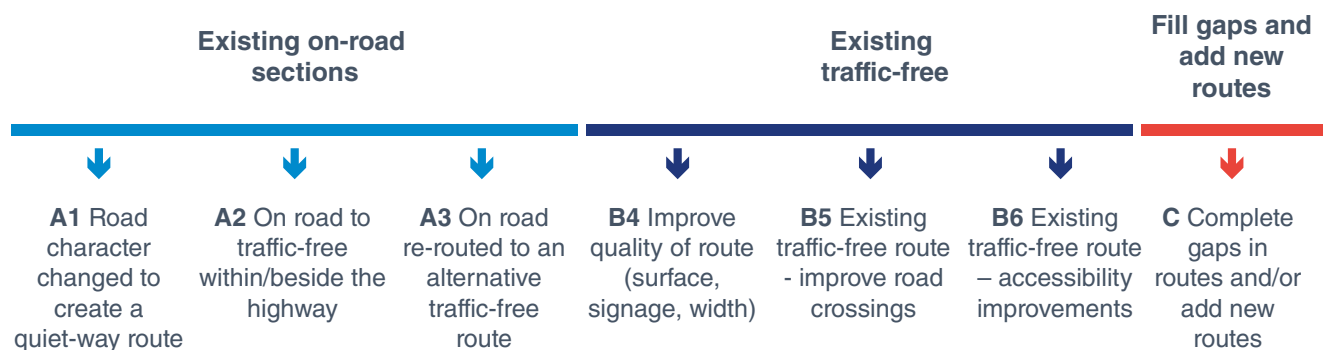 Existing on-road
sections
Existing
traffic-free
Fill gaps and
add new
routes
A1 Road
character
changed to
create a
quiet-way route
A2 On road to
traffic-free
within/beside the
highway
A3 On road
re-routed to an
alternative
traffic-free
route
B4 Improve
quality of route
(surface,
signage, width)
B5 Existing
traffic-free route
- improve road
crossings
B6 Existing
traffic-free route
– accessibility
improvements
C Complete
gaps in
routes and/or
add new
routes